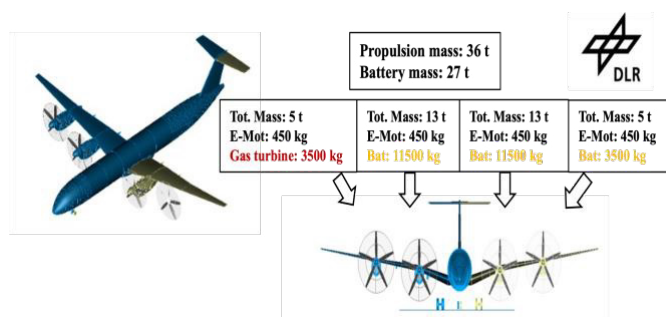 Propulsion mass: 36 t
Battery mass: 27 t
DLR
Tot. Mass: 5 t
E-Mot: 450 kg
Gas turbine: 3500 kg
Tot. Mass: 13 t
E-Mot: 450 kg
Bat: 11500 kg
Tot. Mass: 13 t
E-Mot: 450 kg
Bat: 11500 kg
Tot. Mass: 5 t
E-Mot: 450 kg
Bat: 3500 kg